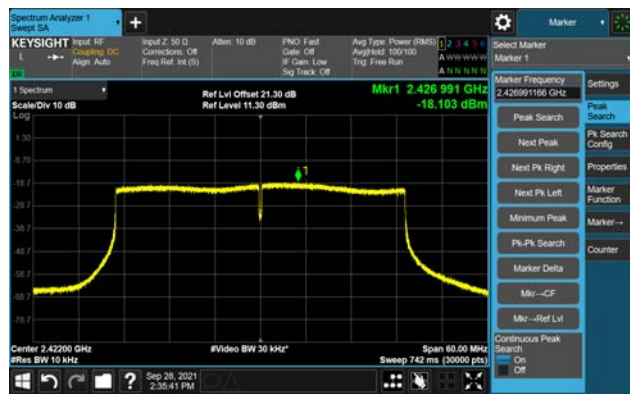 Spectrum Analyzer 1
Swept SA
+
Marker
KEYSIGHT
L
Input: RF
Coupling: DC
Align: Auto
Input Z: 50 Ω
Corrections: Off
Freq Ref: Int (S)
Atten: 10 dB
PNO: Fast
Gate: Off
IF Gain: Low
Sig Track: Off
Avg Type: Power (RMS)
Avg|Hold: 100/100
Trig: Free Run
1 2 3 4 5 6
A W W W W W
A N N N N N
Select Marker
Marker 1
1 Spectrum
Scale/Div 10 dB
Log
Ref Lvl Offset 21.30 dB
Ref Level 11.30 dBm
Mkr1 2.426 991 GHz
-18.103 dBm
1.30
-8.70
-18.7
-28.7
-38.7
-48.7
-58.7
-68.7
-78.7
1
Center 2.42200 GHz
#Res BW 10 kHz
#Video BW 30 kHz*
Span 60.00 MHz
Sweep 742 ms (30000 pts)
Marker Frequency
2.426991166 GHz
Peak Search
Next Peak
Next Pk Right
Next Pk Left
Minimum Peak
Pk-Pk Search
Marker Delta
Mkr→CF
Mkr→Ref Lvl
Continuous Peak
Search
On
Off
Settings
Peak
Search
Pk Search
Config
Properties
Marker
Function
Marker→
Counter
?
Sep 28, 2021
2:35:41 PM